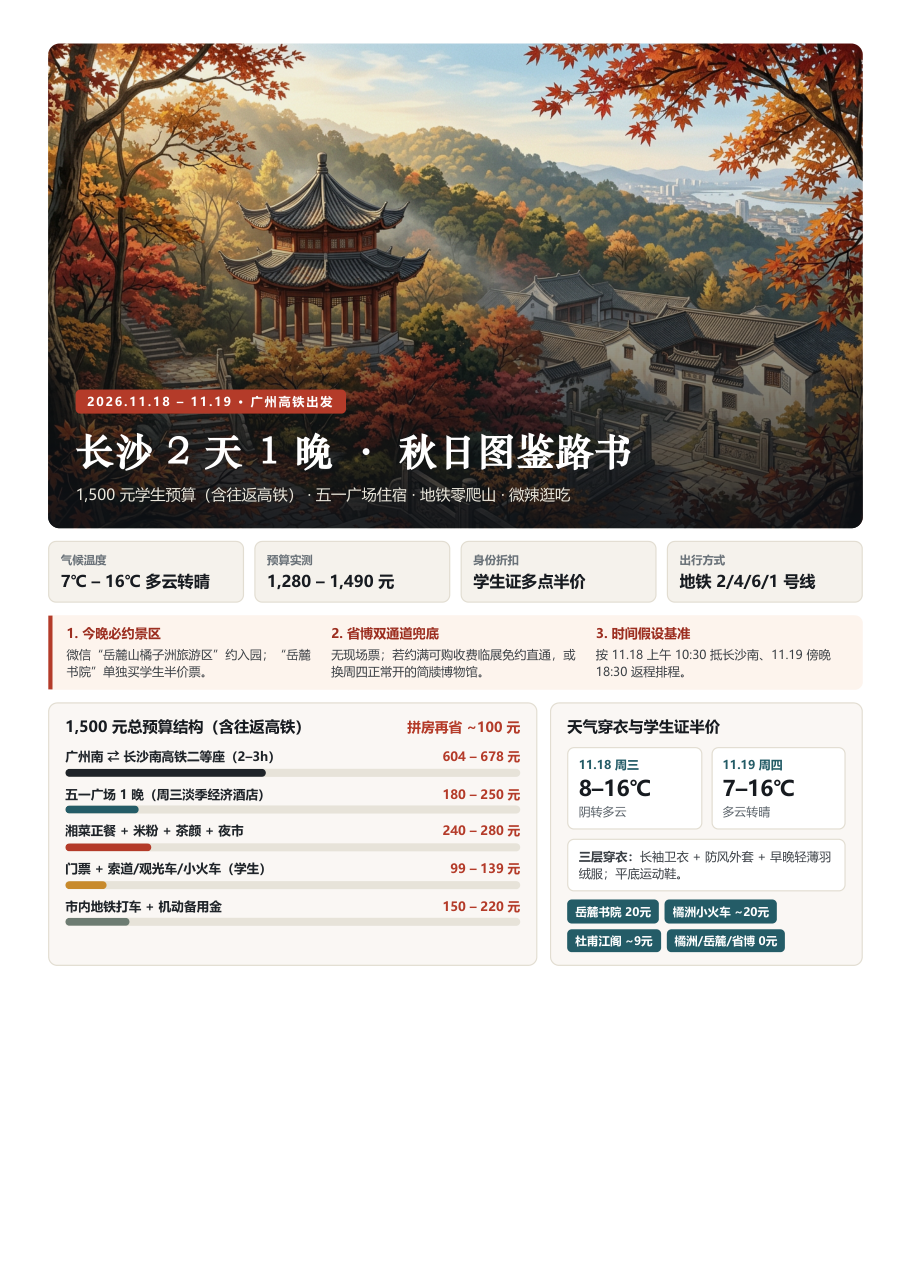 2026.11.18 – 11.19 • 广州高铁出发
长沙 2 天 1 晚 · 秋日图鉴路书
1,500 元学生预算（含往返高铁） · 五一广场住宿 · 地铁零爬山 · 微辣逛吃
气候温度
7℃ – 16℃ 多云转晴
预算实测
1,280 – 1,490 元
身份折扣
学生证多点半价
出行方式
地铁 2/4/6/1 号线
1. 今晚必约景区
微信“岳麓山橘子洲旅游区”约入园；“岳麓
书院”单独买学生半价票。
2. 省博双通道兜底
无现场票；若约满可购收费临展免约直通，或
换周四正常开的简牍博物馆。
3. 时间假设基准
按 11.18 上午 10:30 抵长沙南、11.19 傍晚
18:30 返程排程。
1,500 元总预算结构（含往返高铁）
拼房再省 ~100 元
广州南 ⇄ 长沙南高铁二等座（2–3h）
604 – 678 元
五一广场 1 晚（周三淡季经济酒店）
180 – 250 元
湘菜正餐 + 米粉 + 茶颜 + 夜市
240 – 280 元
门票 + 索道/观光车/小火车（学生）
99 – 139 元
市内地铁打车 + 机动备用金
150 – 220 元
天气穿衣与学生证半价
11.18 周三
8–16℃
阴转多云
11.19 周四
7–16℃
多云转晴
三层穿衣：长袖卫衣 + 防风外套 + 早晚轻薄羽
绒服；平底运动鞋。
岳麓书院 20元
橘洲小火车 ~20元
杜甫江阁 ~9元
橘洲/岳麓/省博 0元